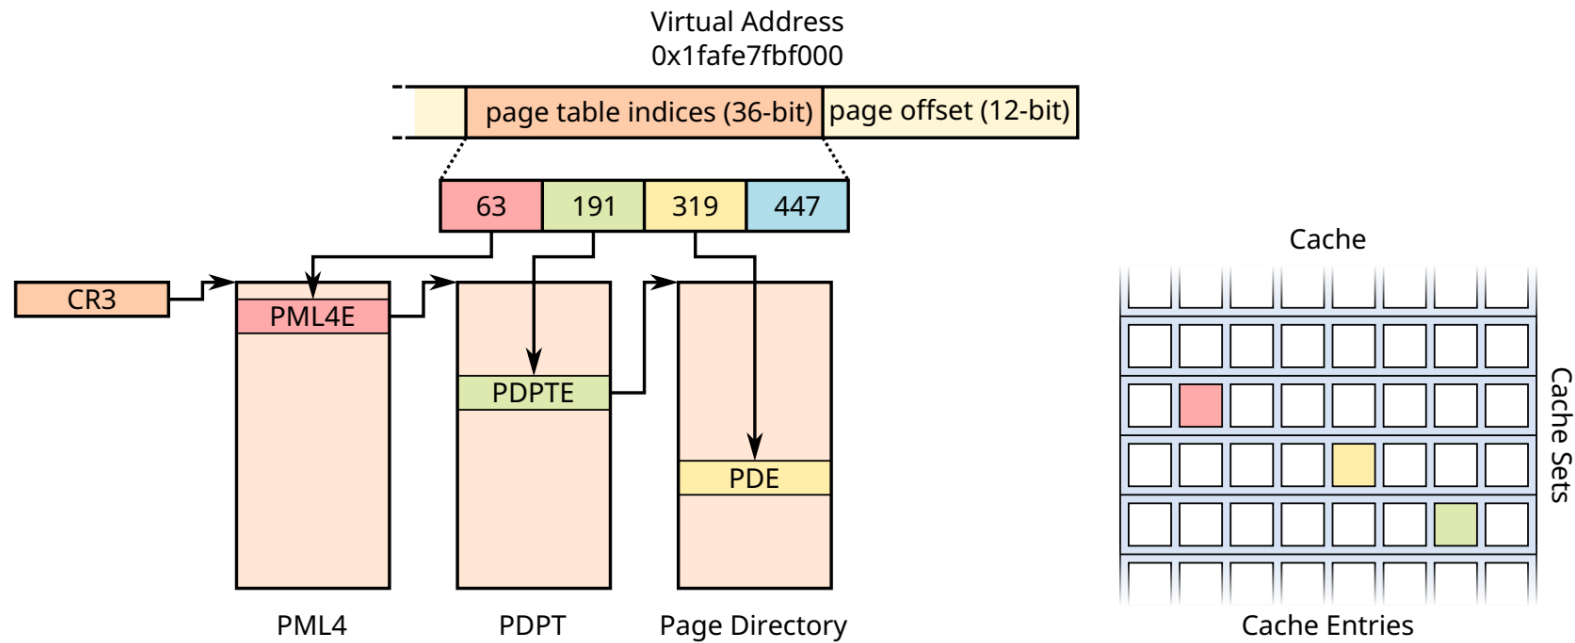 Virtual Address
0x1fafe7fbf000
page table indices (36-bit)
page offset (12-bit)
63
191
319
447
CR3
PML4E
PDPTE
PDE
PML4
PDPT
Page Directory
Cache
Cache Sets
Cache Entries